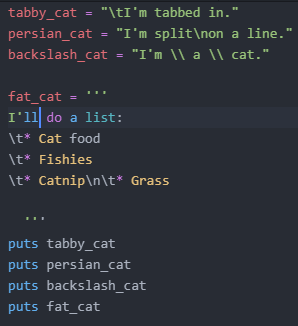 tabby_cat = "\tI'm tabbed in."
persian_cat = "I'm split\non a line."
backslash_cat = "I'm \\ a \\ cat."
fat_cat = '''
I'll do a list:
\t* Cat food
\t* Fishies
\t* Catnip\n\t* Grass
'''
puts tabby_cat
puts persian_cat
puts backslash_cat
puts fat_cat